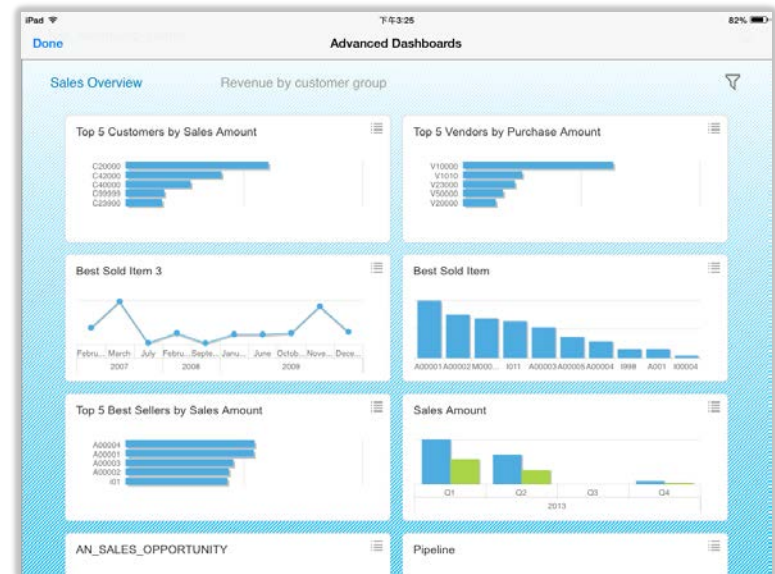 iPad 下午3:25 82%
Done Advanced Dashboards
Sales Overview Revenue by customer group
Top 5 Customers by Sales Amount
C20000
C42000
C40000
C99999
C23900
Top 5 Vendors by Purchase Amount
V10000
V1010
V23000
V50000
V20000
Best Sold Item 3
Febru... March July Febru... Septe... Janu... June Octob... Nove... Dece...
2007 2008 2009
Best Sold Item
A00001 A00002 M000... I011 A00003 A00005 A00004 I998 A001 I00004
Top 5 Best Sellers by Sales Amount
A00004
A00001
A00003
A00002
I01
Sales Amount
Q1 Q2 Q3 Q4
2013
AN_SALES_OPPORTUNITY
Pipeline